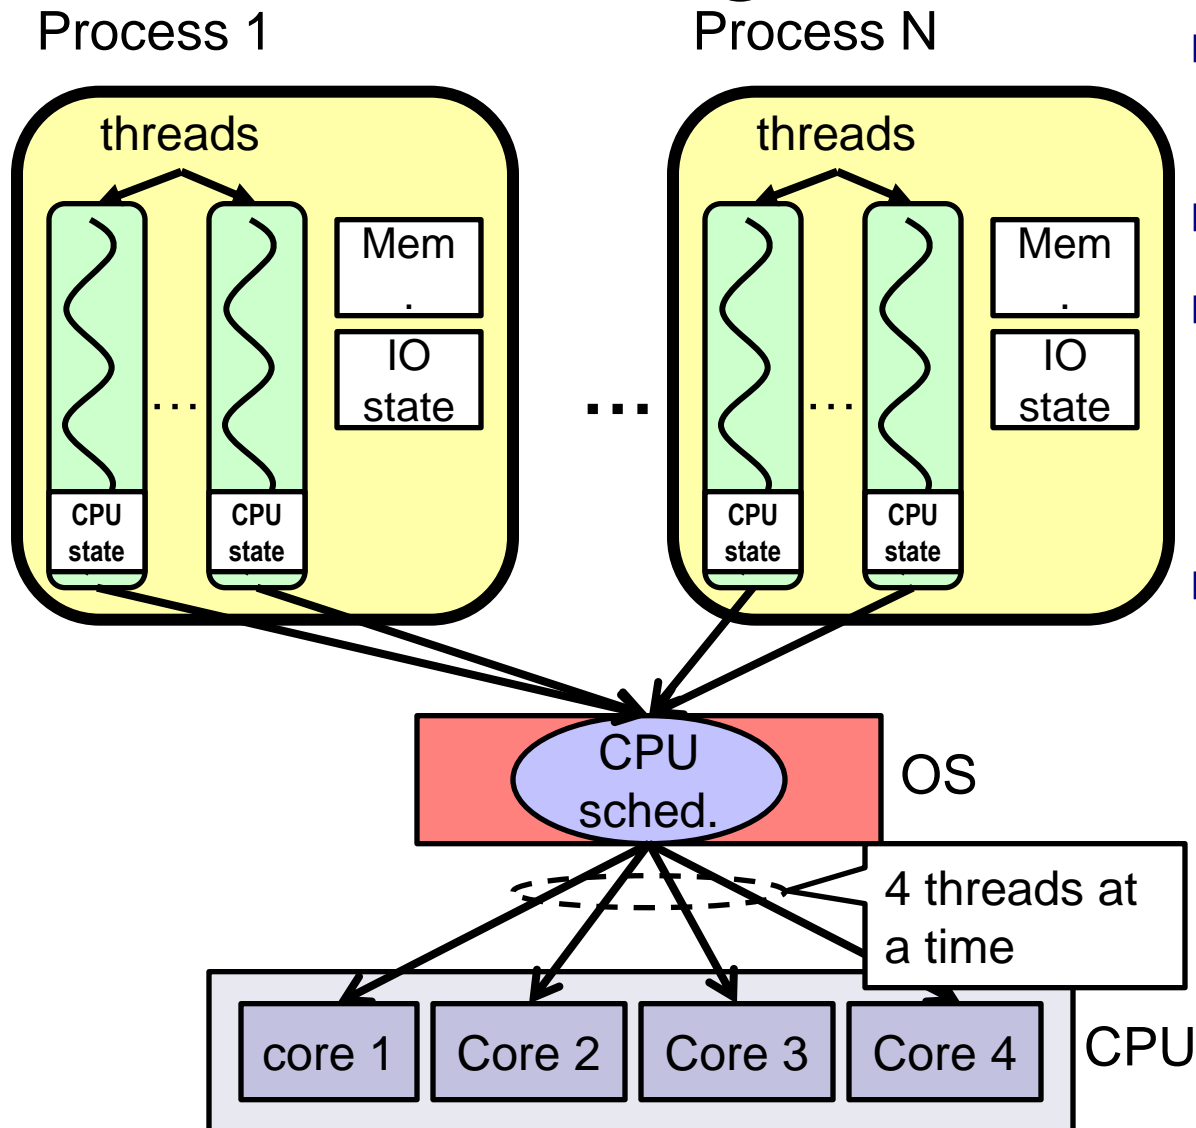 Process 1
Process N
threads
threads
Mem
.
Mem
.
IO
state
IO
state
...
...
...
CPU
state
CPU
state
CPU
state
CPU
state
CPU
sched.
OS
4 threads at
a time
core 1
Core 2
Core 3
Core 4
CPU